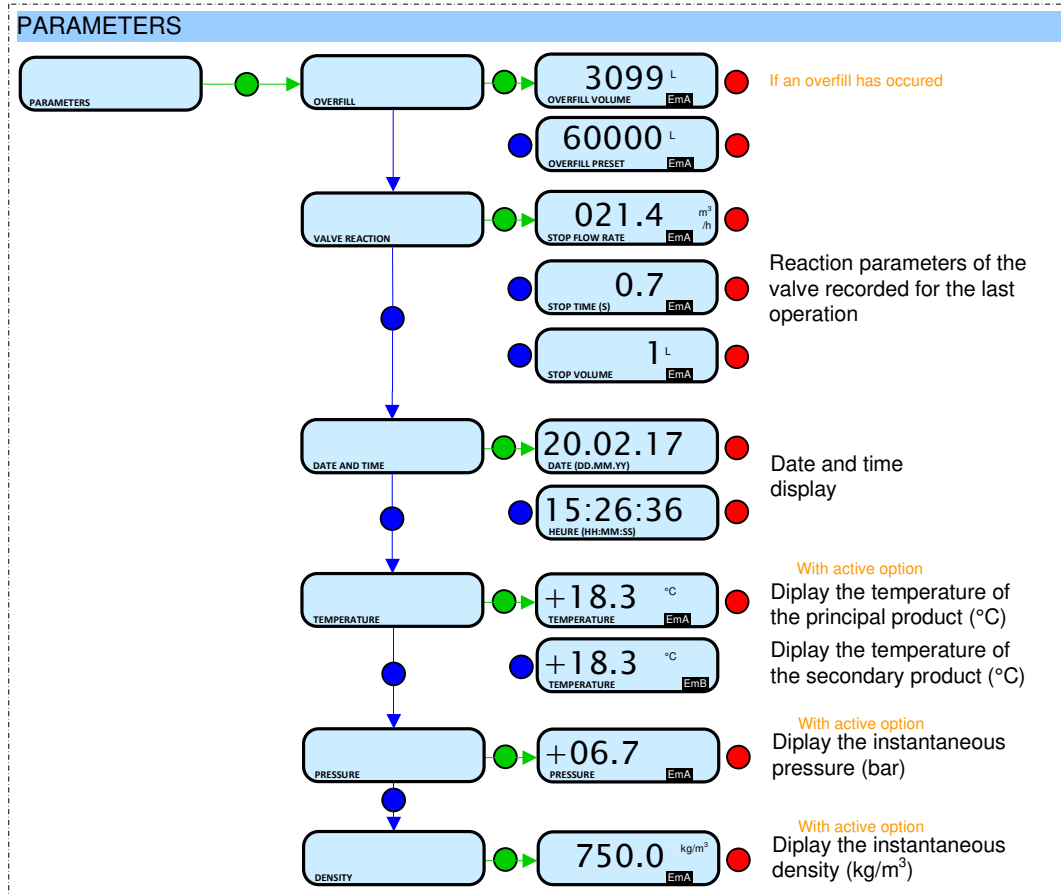 PARAMETERS
PARAMETERS
OVERFILL
3099 L
OVERFILL VOLUME EmA
If an overfill has occured
60000 L
OVERFILL PRESET EmA
VALVE REACTION
021.4 m³/h
STOP FLOW RATE EmA
0.7
STOP TIME (S) EmA
1 L
STOP VOLUME EmA
Reaction parameters of the
valve recorded for the last
operation
DATE AND TIME
20.02.17
DATE (DD.MM.YY)
15:26:36
HEURE (HH:MM:SS)
Date and time
display
TEMPERATURE
+18.3 °C
TEMPERATURE EmA
With active option
Diplay the temperature of
the principal product (°C)
+18.3 °C
TEMPERATURE EmB
Diplay the temperature of
the secondary product (°C)
PRESSURE
+06.7
PRESSURE EmA
With active option
Diplay the instantaneous
pressure (bar)
DENSITY
750.0 kg/m³
EmA
With active option
Diplay the instantaneous
density (kg/m³)